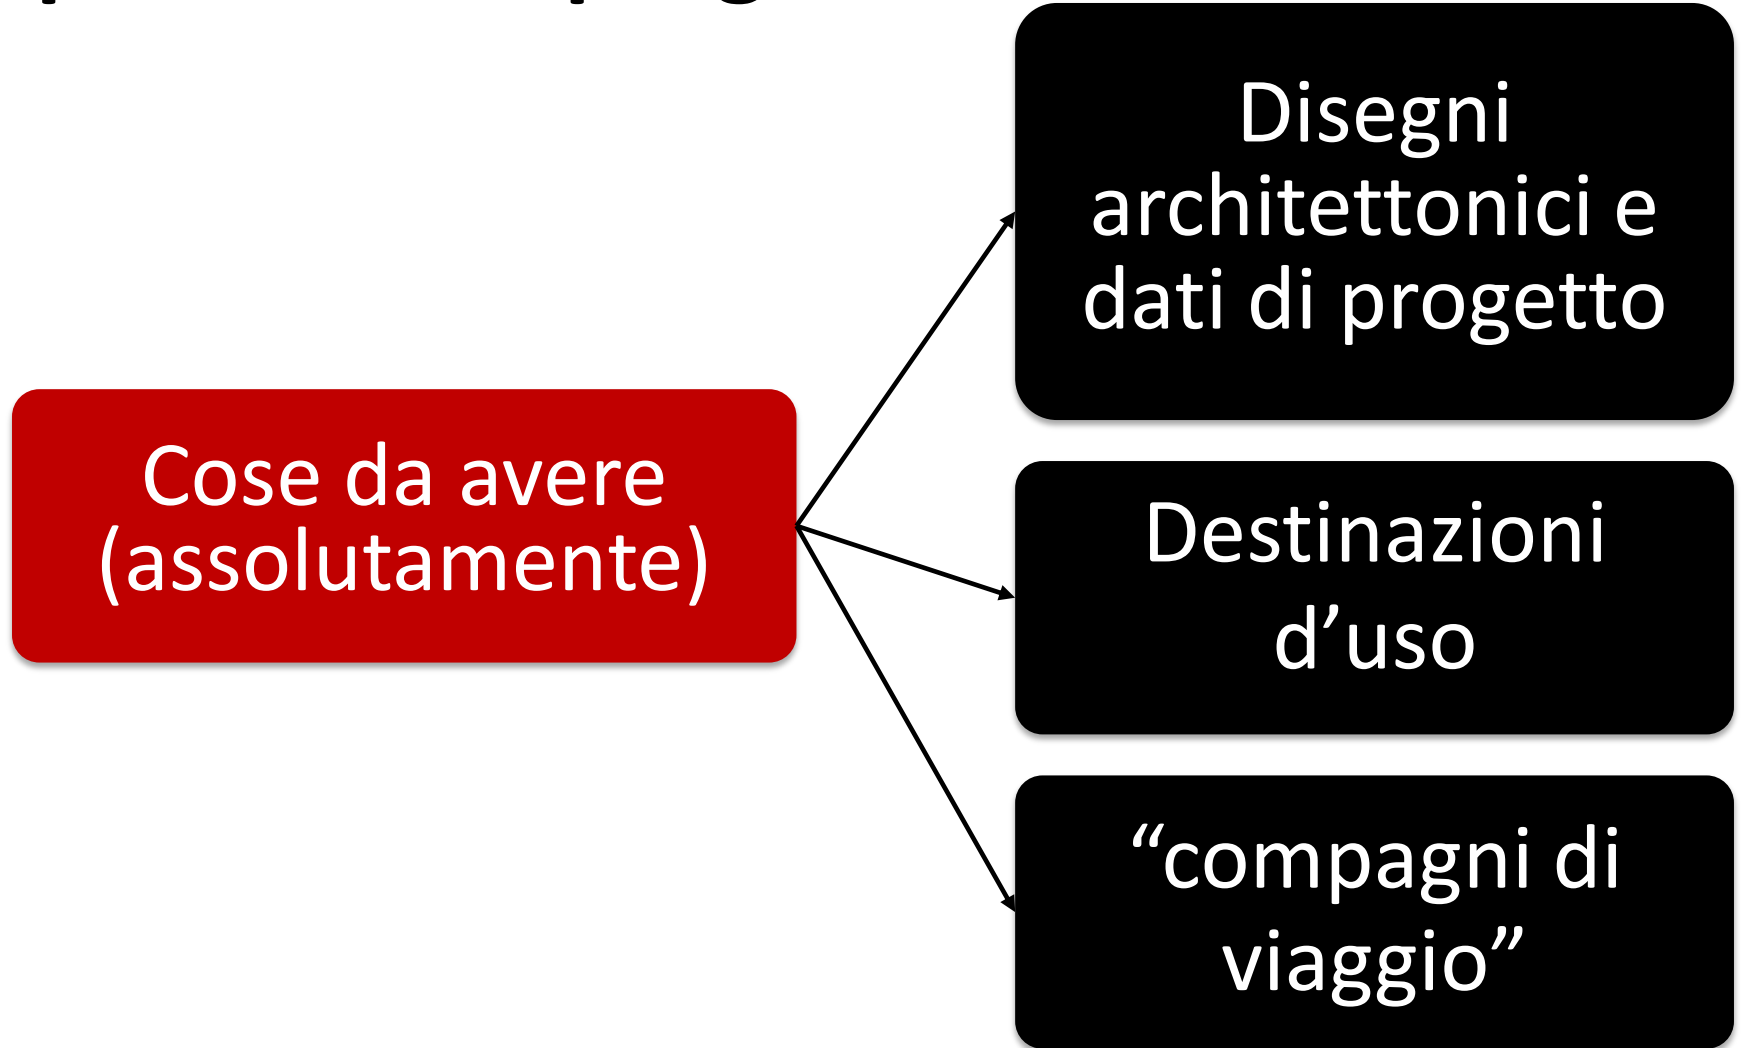 Cose da avere
(assolutamente)
Disegni
architettonici e
dati di progetto
Destinazioni
d’uso
“compagni di
viaggio”